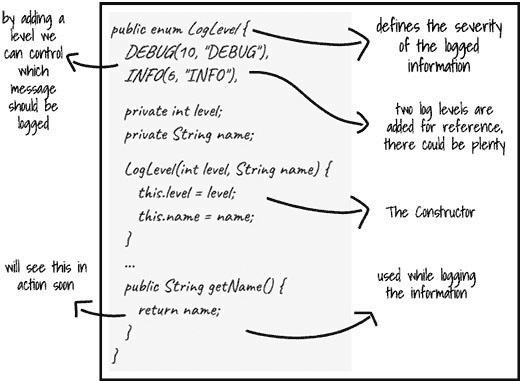 by adding a
level we
can control
which
message
should be
logged
public enum LogLevel {
DEBUG(10, "DEBUG"),
INFO(6, "INFO"),
private int level;
private String name;
LogLevel(int level, String name) {
this.level = level;
this.name = name;
}
...
public String getName() {
return name;
}
}
defines the severity
of the logged
information
two log levels are
added for reference,
there could be plenty
The Constructor
will see this in
action soon
used while logging
the information